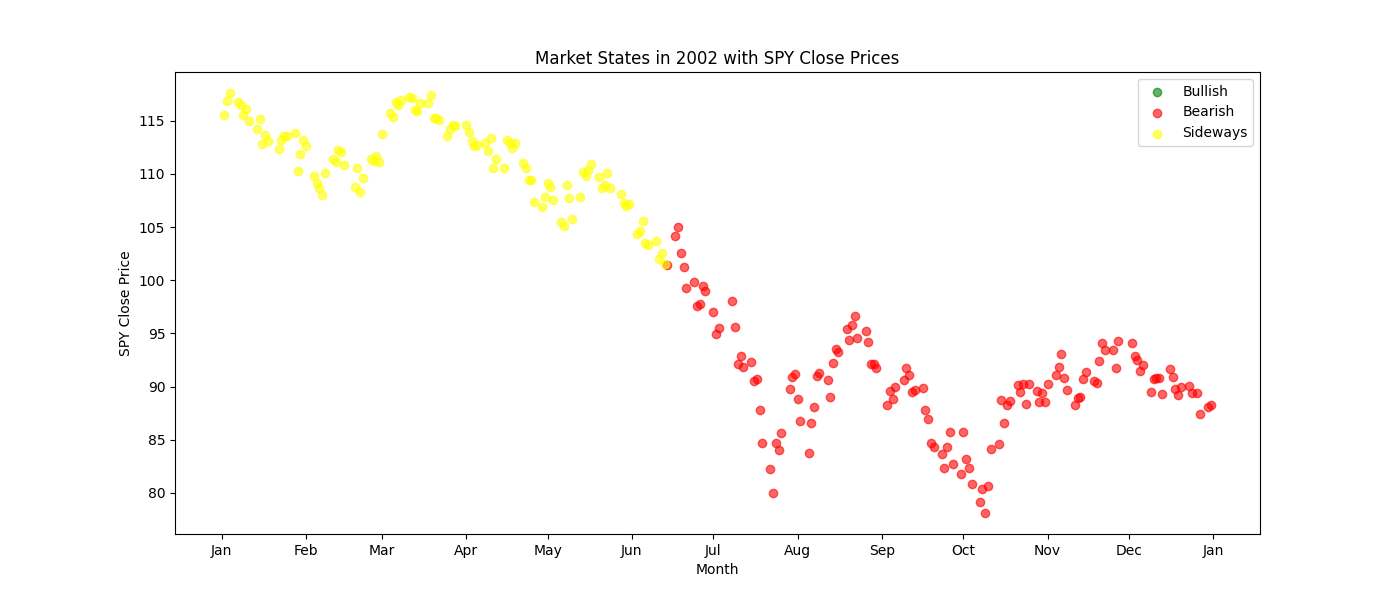 Market States in 2002 with SPY Close Prices
Bullish
Bearish
Sideways
SPY Close Price
115
110
105
100
95
90
85
80
Jan Feb Mar Apr May Jun Jul Aug Sep Oct Nov Dec Jan
Month